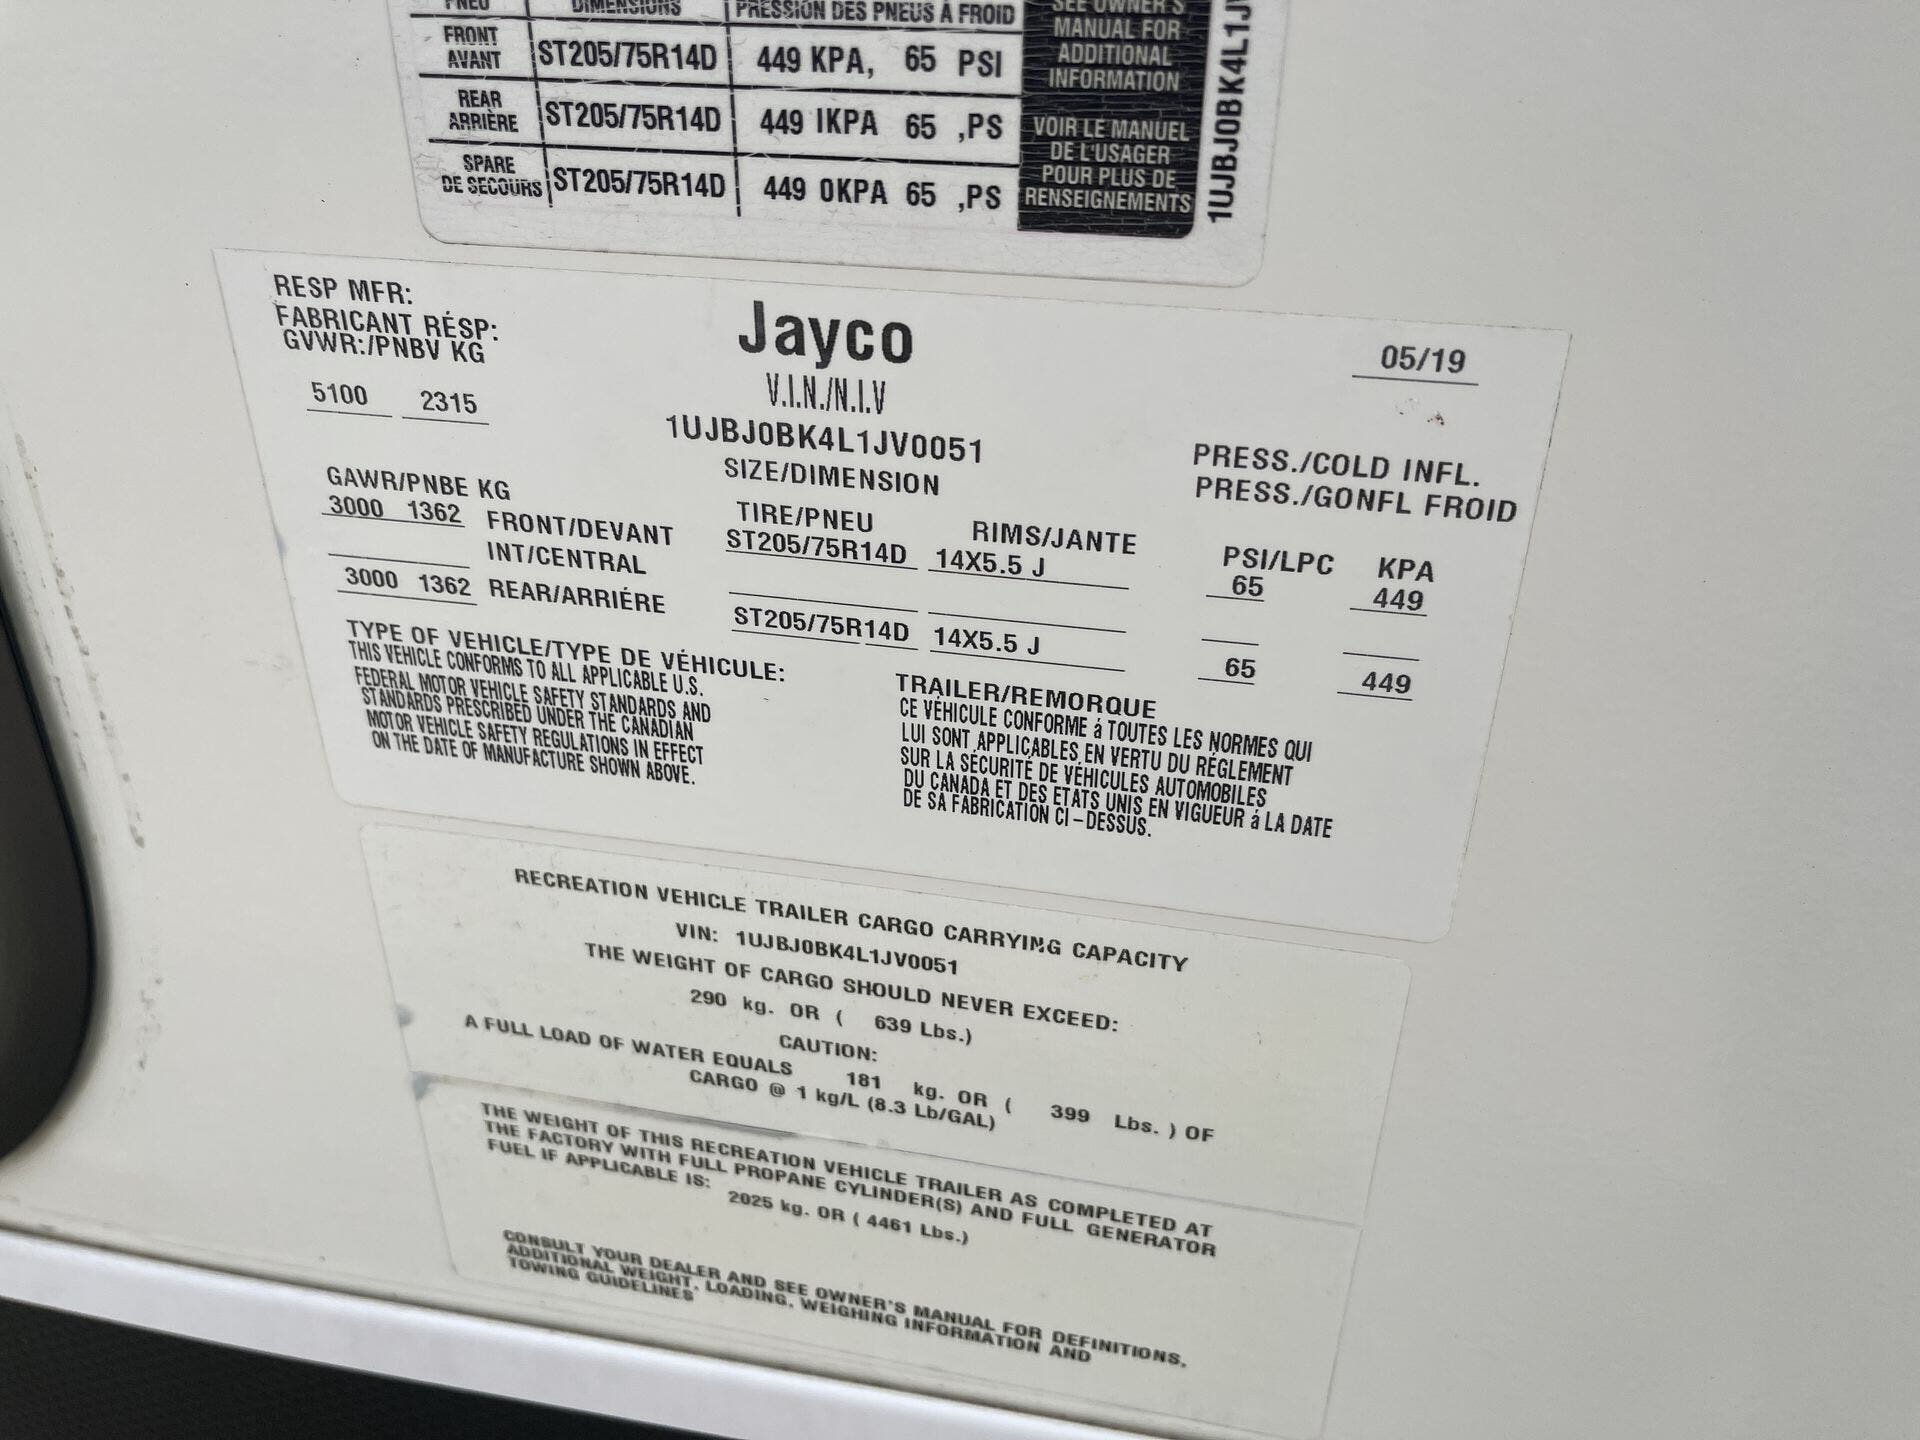 PNEU DIMENSIONS PRESSION DES PNEUS À FROID
FRONT
AVANT ST205/75R14D 449 KPA, 65 PSI
REAR
ARRIÈRE ST205/75R14D 449 IKPA 65 ,PS
SPARE
DE SECOURS ST205/75R14D 449 0KPA 65 ,PS
SEE OWNER'S
MANUAL FOR
ADDITIONAL
INFORMATION
VOIR LE MANUEL
DE L'USAGER
POUR PLUS DE
RENSEIGNEMENTS
1UJBJ0BK4L1J
RESP MFR:
FABRICANT RÉSP:
GVWR:/PNBV KG
5100 2315
Jayco
V.I.N./N.I.V
1UJBJ0BK4L1JV0051
05/19
SIZE/DIMENSION
PRESS./COLD INFL.
PRESS./GONFL FROID
GAWR/PNBE KG
TIRE/PNEU RIMS/JANTE PSI/LPC KPA
3000 1362 FRONT/DEVANT ST205/75R14D 14X5.5 J 65 449
INT/CENTRAL
3000 1362 REAR/ARRIÉRE ST205/75R14D 14X5.5 J 65 449
TYPE OF VEHICLE/TYPE DE VÉHICULE:
THIS VEHICLE CONFORMS TO ALL APPLICABLE U.S.
FEDERAL MOTOR VEHICLE SAFETY STANDARDS AND
STANDARDS PRESCRIBED UNDER THE CANADIAN
MOTOR VEHICLE SAFETY REGULATIONS IN EFFECT
ON THE DATE OF MANUFACTURE SHOWN ABOVE.
TRAILER/REMORQUE
CE VÉHICULE CONFORME á TOUTES LES NORMES QUI
LUI SONT APPLICABLES EN VERTU DU RÉGLEMENT
SUR LA SÉCURITÉ DE VÉHICULES AUTOMOBILES
DU CANADA ET DES ETATS UNIS EN VIGUEUR á LA DATE
DE SA FABRICATION CI-DESSUS.
RECREATION VEHICLE TRAILER CARGO CARRYING CAPACITY
VIN: 1UJBJ0BK4L1JV0051
THE WEIGHT OF CARGO SHOULD NEVER EXCEED:
290 kg. OR ( 639 Lbs.)
CAUTION:
A FULL LOAD OF WATER EQUALS 181 kg. OR ( 399 Lbs. ) OF
CARGO @ 1 kg/L (8.3 Lb/GAL)
THE WEIGHT OF THIS RECREATION VEHICLE TRAILER AS COMPLETED AT
THE FACTORY WITH FULL PROPANE CYLINDER(S) AND FULL GENERATOR
FUEL IF APPLICABLE IS: 2025 kg. OR ( 4461 Lbs.)
CONSULT YOUR DEALER AND SEE OWNER'S MANUAL FOR DEFINITIONS,
ADDITIONAL WEIGHT, LOADING, WEIGHING INFORMATION AND
TOWING GUIDELINES